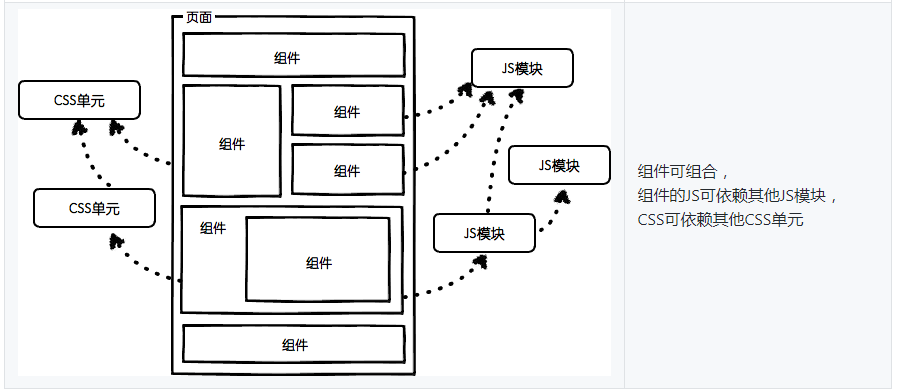 页面
组件
JS模块
CSS单元
组件
组件
组件
JS模块
CSS单元
组件
JS模块
组件
组件
组件可组合，
组件的JS可依赖其他JS模块，
CSS可依赖其他CSS单元